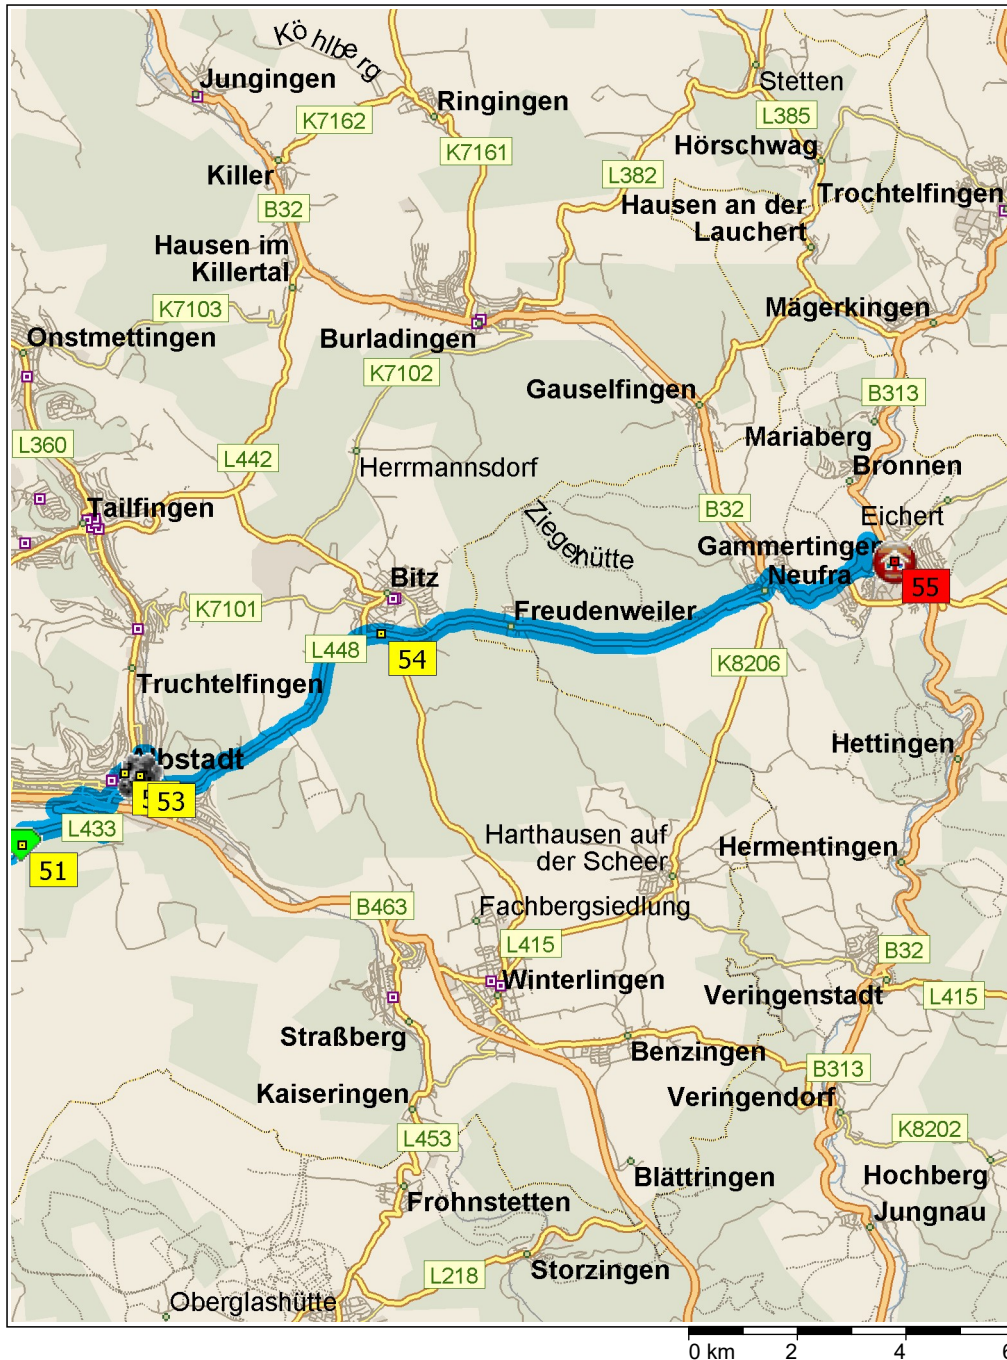 Köhlberg
Jungingen
Stetten
Ringingen
K7162
L385
Hörschwag
K7161
Killer
L382
Trochtelfingen
B32
Hausen an der
Lauchert
Hausen im
Killertal
K7103
Mägerkingen
Onstmettingen
Burladingen
K7102
Gauselfingen
B313
L360
Mariaberg
L442
Herrmannsdorf
Bronnen
Tailfingen
B32
Eichert
Ziegelhütte
Gammertingen
Neufra
Bitz
55
K7101
Freudenweiler
L448
54
K8206
Truchtelfingen
Hettingen
Albstadt
53
L433
Harthausen auf
der Scheer
Hermentingen
51
B463
Fachbergsiedlung
L415
B32
Winterlingen
Veringenstadt
L415
Straßberg
Benzingen
B313
Kaiseringen
Veringendorf
K8202
L453
Blättringen
Hochberg
Frohnstetten
Jungnau
Storzingen
L218
Oberglashütte
0 km 2 4